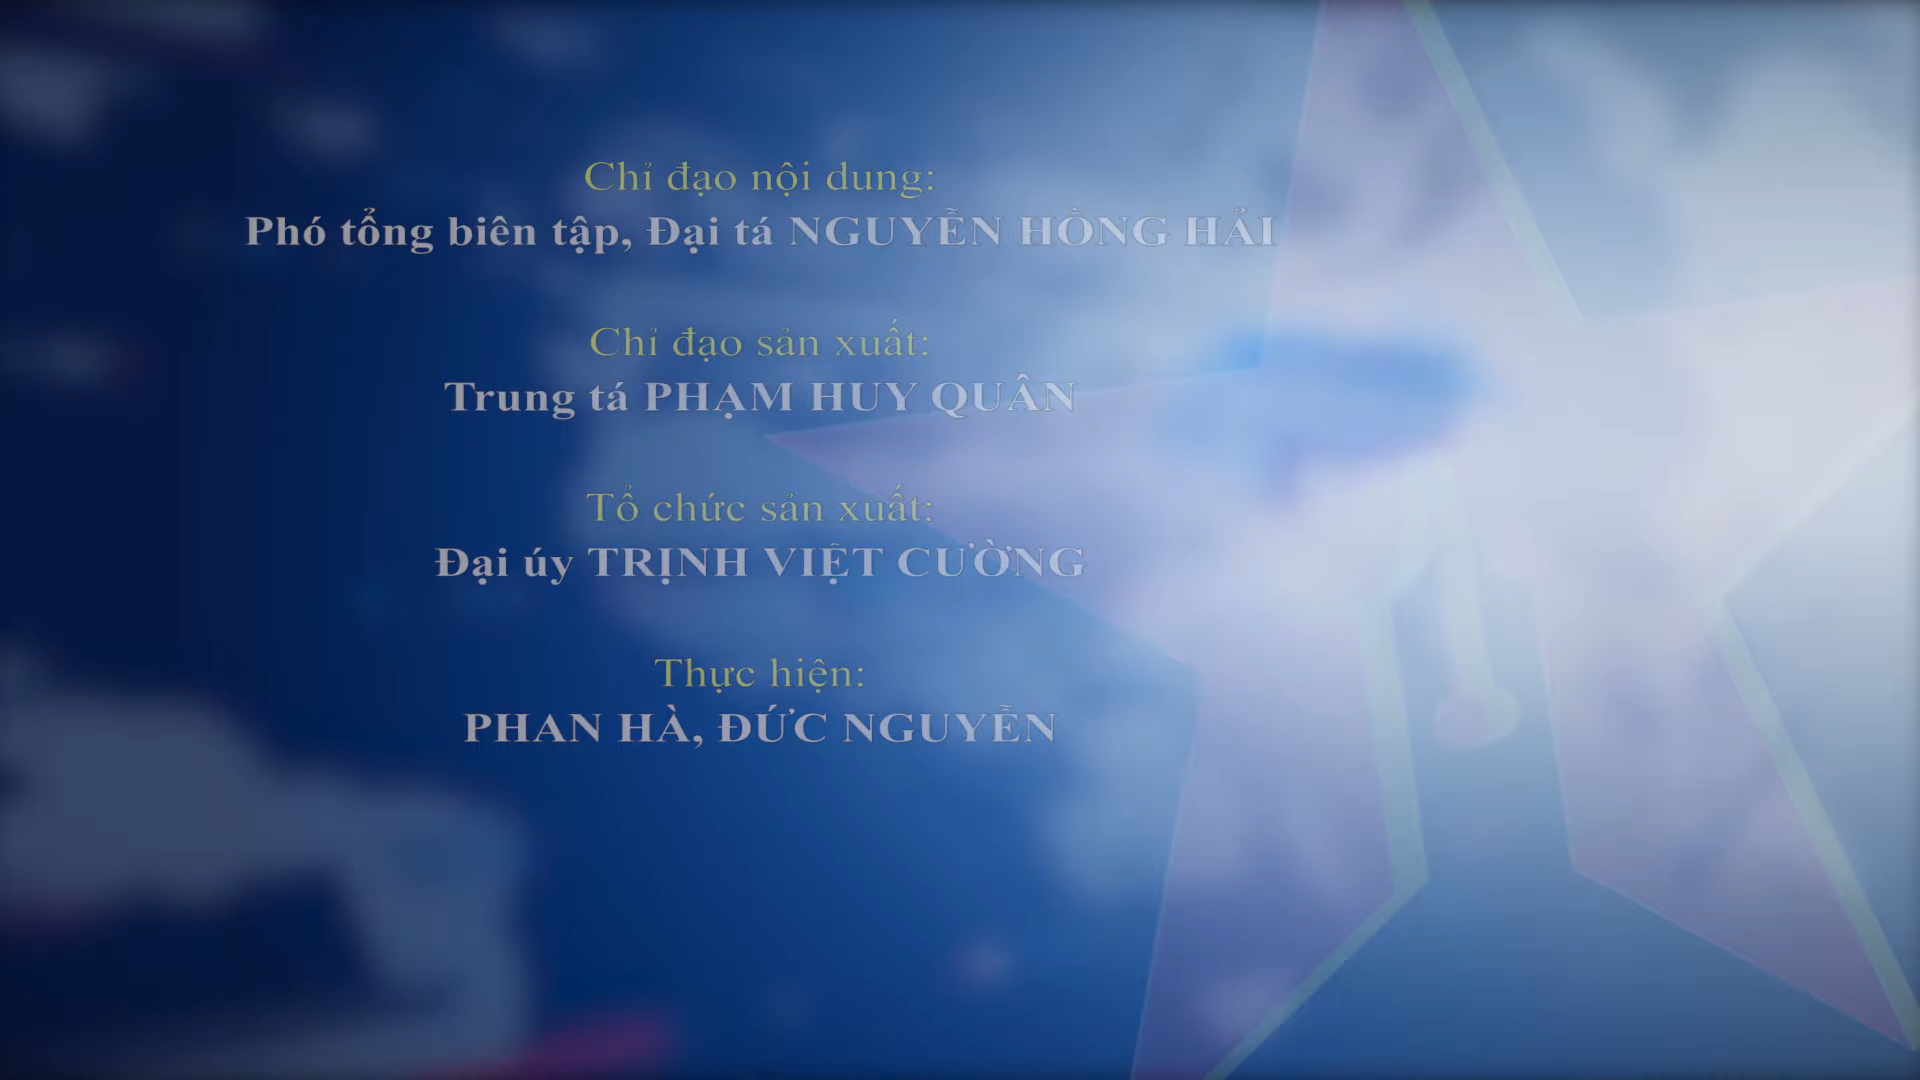 Chỉ đạo nội dung:
Phó tổng biên tập, Đại tá NGUYỄN HỒNG HẢI
Chỉ đạo sản xuất:
Trung tá PHẠM HUY QUÂN
Tổ chức sản xuất:
Đại úy TRỊNH VIỆT CƯỜNG
Thực hiện:
PHAN HÀ, ĐỨC NGUYỄN